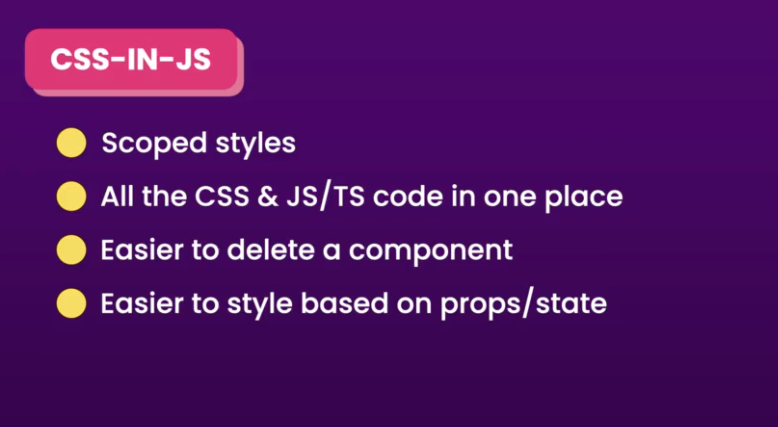 CSS-IN-JS
Scoped styles
All the CSS & JS/TS code in one place
Easier to delete a component
Easier to style based on props/state